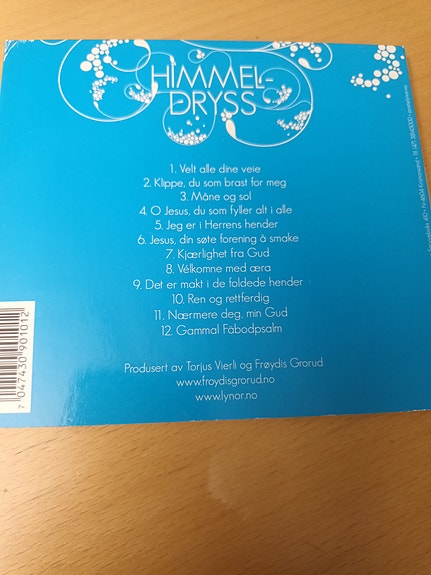 HIMMEL-
DRYSS
1. Velt alle dine veie
2. Klippe, du som brast for meg
3. Måne og sol
4. O Jesus, du som fyller alt i alle
5. Jeg er i Herrens hender
6. Jesus, din søte forening å smake
7. Kjærlighet fra Gud
8. Vélkomne med æra
9. Det er makt i de foldede hender
10. Ren og rettferdig
11. Nærmere deg, min Gud
12. Gammal Fäbodpsalm
Produsert av Torjus Vierli og Frøydis Grorud
www.froydisgrorud.no
www.lynor.no
7 047430 901012